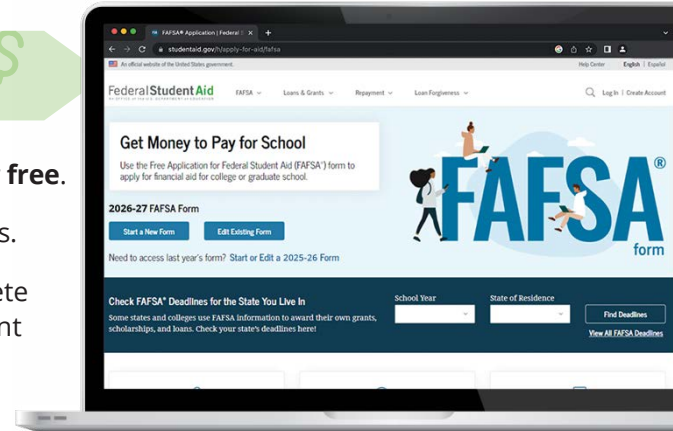 FAFSA® Application | Federal S
studentaid.gov/h/apply-for-aid/fafsa
An official website of the United States government.
Help Center English | Español
Federal Student Aid
FAFSA Loans & Grants Repayment Loan Forgiveness Log In | Create Account
Get Money to Pay for School
Use the Free Application for Federal Student Aid (FAFSA®) form to
apply for financial aid for college or graduate school.
2026-27 FAFSA Form
Start a New Form Edit Existing Form
Need to access last year's form? Start or Edit a 2025-26 Form
FAFSA®
form
Check FAFSA® Deadlines for the State You Live In
Some states and colleges use FAFSA information to award their own grants,
scholarships, and loans. Check your state's deadlines here!
School Year State of Residence
Find Deadlines
View All FAFSA Deadlines
$
free.
s.
ete
nt